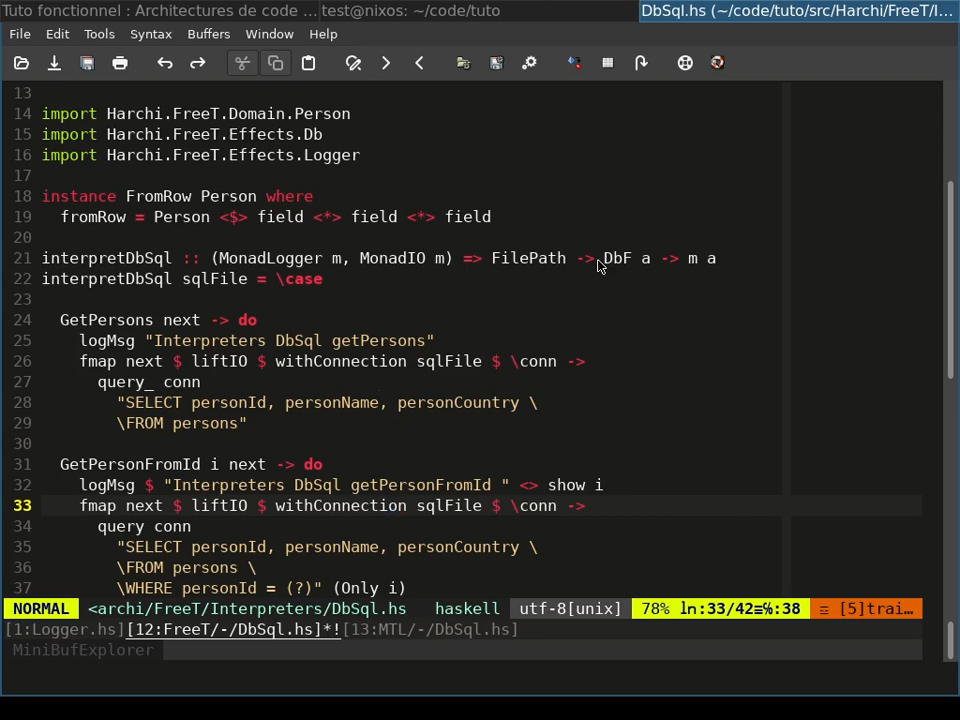 Tuto fonctionnel : Architectures de code ... test@nixos: ~/code/tuto DbSql.hs (~/code/tuto/src/Harchi/FreeT/I...
File Edit Tools Syntax Buffers Window Help
13
14 import Harchi.FreeT.Domain.Person
15 import Harchi.FreeT.Effects.Db
16 import Harchi.FreeT.Effects.Logger
17
18 instance FromRow Person where
19   fromRow = Person <$> field <*> field <*> field
20
21 interpretDbSql :: (MonadLogger m, MonadIO m) => FilePath -> DbF a -> m a
22 interpretDbSql sqlFile = \case
23
24   GetPersons next -> do
25     logMsg "Interpreters DbSql getPersons"
26     fmap next $ liftIO $ withConnection sqlFile $ \conn ->
27       query_ conn
28         "SELECT personId, personName, personCountry \
29         \FROM persons"
30
31   GetPersonFromId i next -> do
32     logMsg $ "Interpreters DbSql getPersonFromId " <> show i
33     fmap next $ liftIO $ withConnection sqlFile $ \conn ->
34       query conn
35         "SELECT personId, personName, personCountry \
36         \FROM persons \
37         \WHERE personId = (?)" (Only i)
NORMAL <archi/FreeT/Interpreters/DbSql.hs haskell utf-8[unix] 78% ln:33/42≡℅:38 ☲ [5]trai...
[1:Logger.hs][12:FreeT/-/DbSql.hs]*![13:MTL/-/DbSql.hs]
MiniBufExplorer